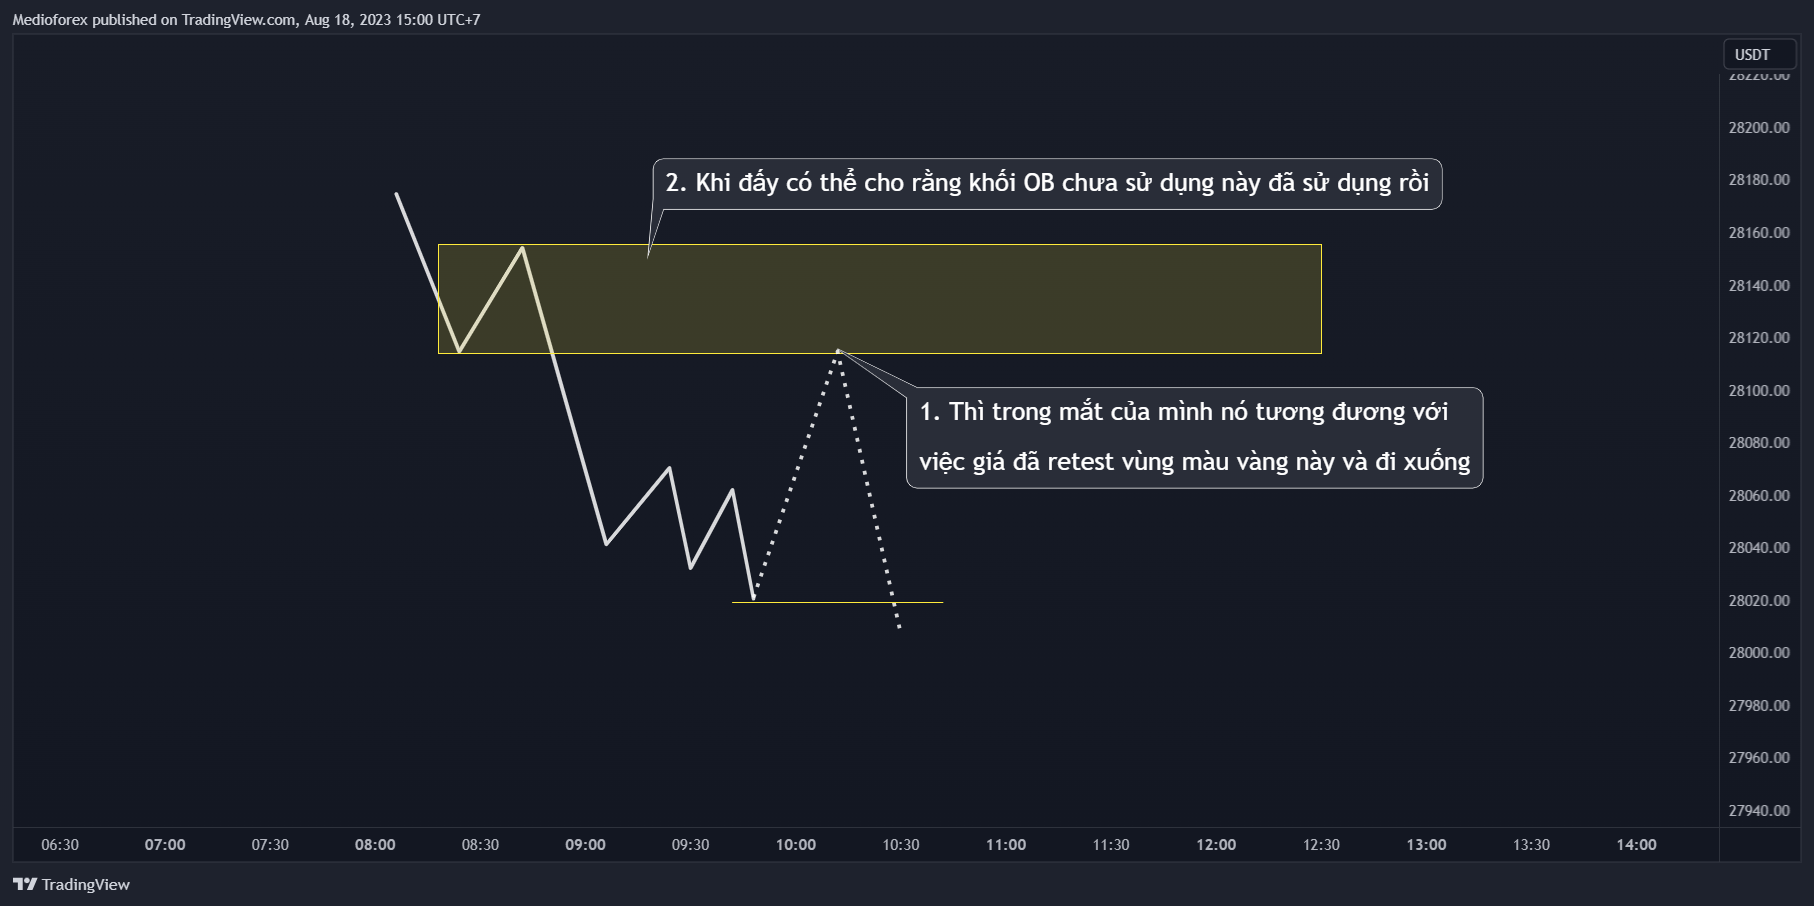 Medioforex published on TradingView.com, Aug 18, 2023 15:00 UTC+7
USDT
28220.00
28200.00
2. Khi đấy có thể cho rằng khối OB chưa sử dụng này đã sử dụng rồi
28180.00
28160.00
28140.00
28120.00
28100.00
1. Thì trong mắt của mình nó tương đương với
việc giá đã retest vùng màu vàng này và đi xuống
28080.00
28060.00
28040.00
28020.00
28000.00
27980.00
27960.00
27940.00
06:30 07:00 07:30 08:00 08:30 09:00 09:30 10:00 10:30 11:00 11:30 12:00 12:30 13:00 13:30 14:00
TradingView